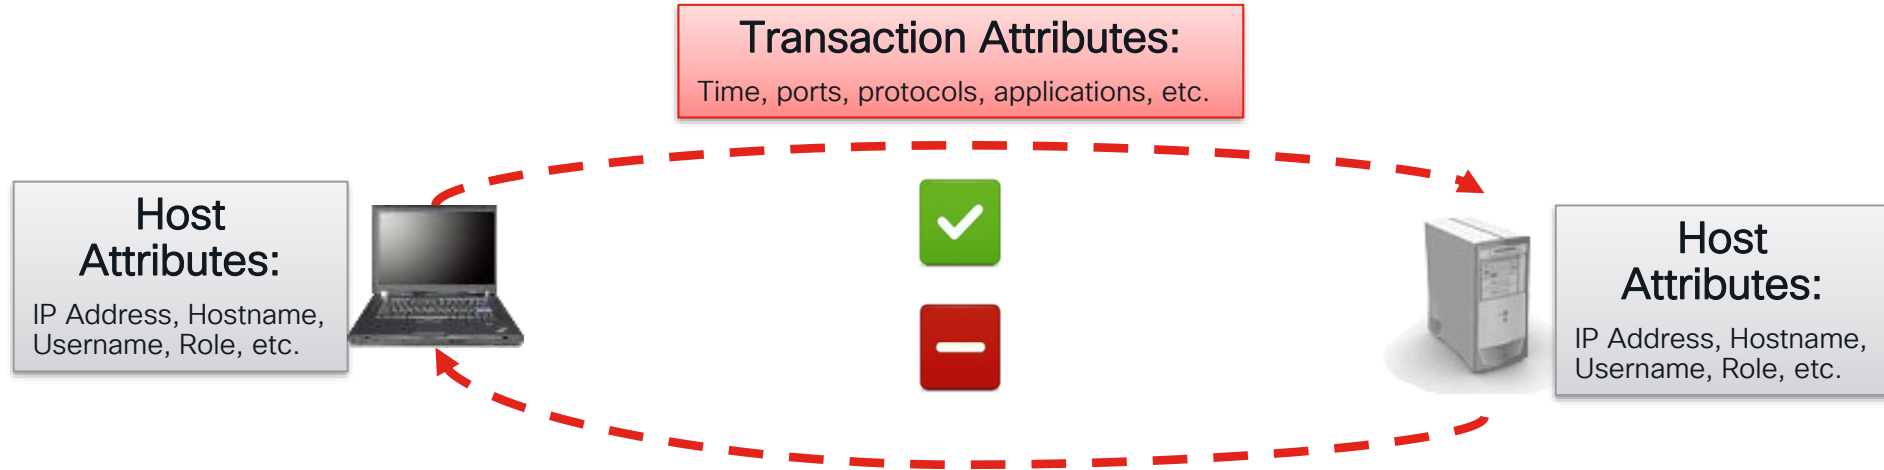 Transaction Attributes:
Time, ports, protocols, applications, etc.
Host
Attributes:
IP Address, Hostname,
Username, Role, etc.
Host
Attributes:
IP Address, Hostname,
Username, Role, etc.